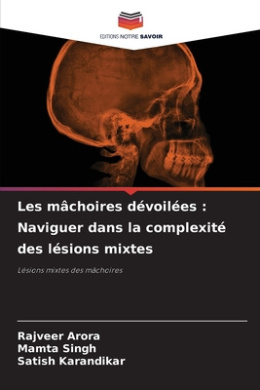 EDITIONS NOTRE SAVOIR
Les mâchoires dévoilées :
Naviguer dans la complexité
des lésions mixtes
Lésions mixtes des mâchoires
Rajveer Arora
Mamta Singh
Satish Karandikar